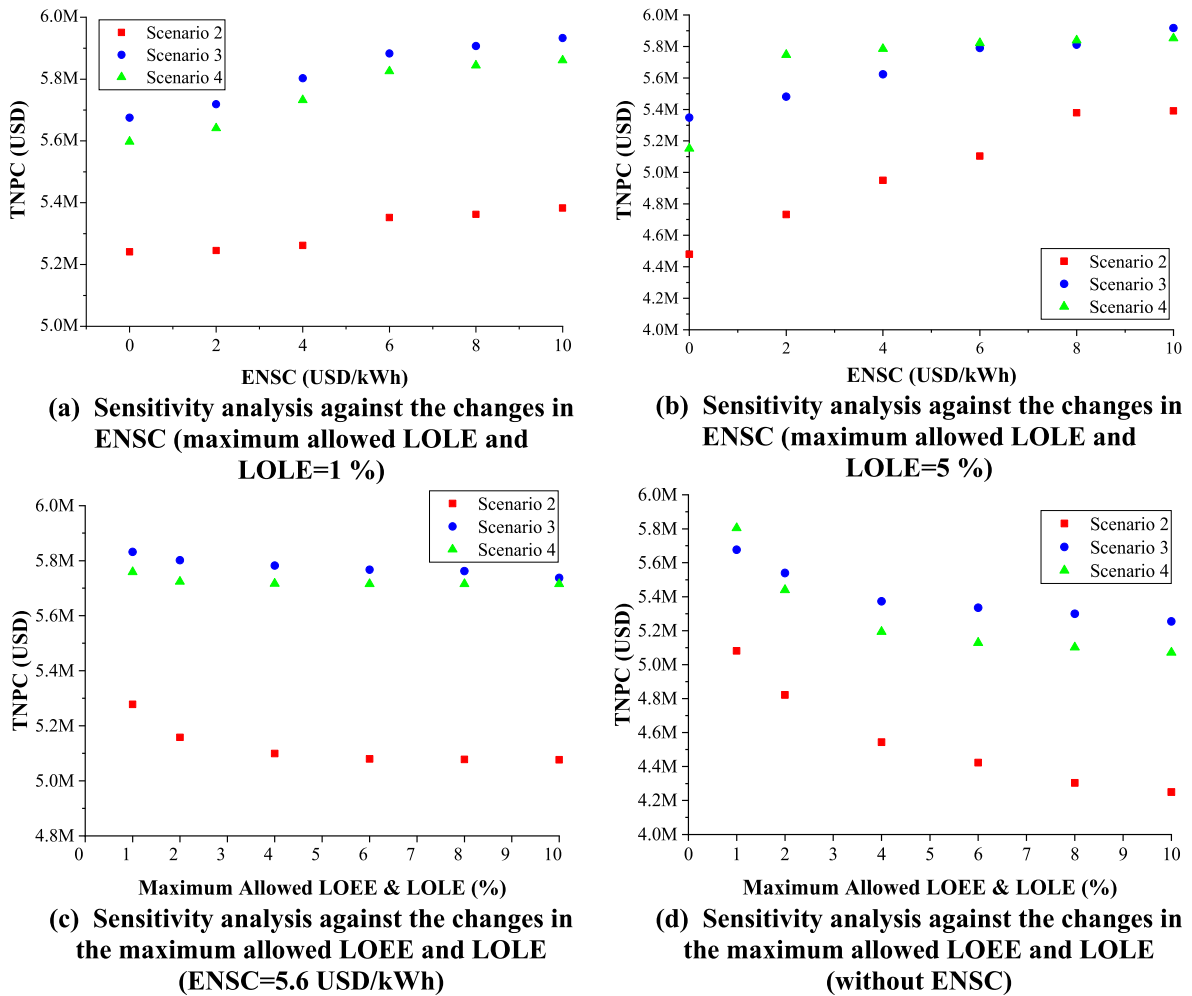 6.0M
5.8M
5.6M
5.4M
5.2M
5.0M
TNPC (USD)
Scenario 2
Scenario 3
Scenario 4
0 2 4 6 8 10
ENSC (USD/kWh)
(a) Sensitivity analysis against the changes in
ENSC (maximum allowed LOLE and
LOLE=1 %)
6.0M
5.8M
5.6M
5.4M
5.2M
5.0M
4.8M
4.6M
4.4M
4.2M
4.0M
TNPC (USD)
Scenario 2
Scenario 3
Scenario 4
0 2 4 6 8 10
ENSC (USD/kWh)
(b) Sensitivity analysis against the changes in
ENSC (maximum allowed LOLE and
LOLE=5 %)
6.0M
5.8M
5.6M
5.4M
5.2M
5.0M
4.8M
TNPC (USD)
Scenario 2
Scenario 3
Scenario 4
0 1 2 3 4 5 6 7 8 9 10
Maximum Allowed LOEE & LOLE (%)
(c) Sensitivity analysis against the changes in
the maximum allowed LOEE and LOLE
(ENSC=5.6 USD/kWh)
6.0M
5.8M
5.6M
5.4M
5.2M
5.0M
4.8M
4.6M
4.4M
4.2M
4.0M
TNPC (USD)
Scenario 2
Scenario 3
Scenario 4
0 1 2 3 4 5 6 7 8 9 10
Maximum Allowed LOEE & LOLE (%)
(d) Sensitivity analysis against the changes in
the maximum allowed LOEE and LOLE
(without ENSC)